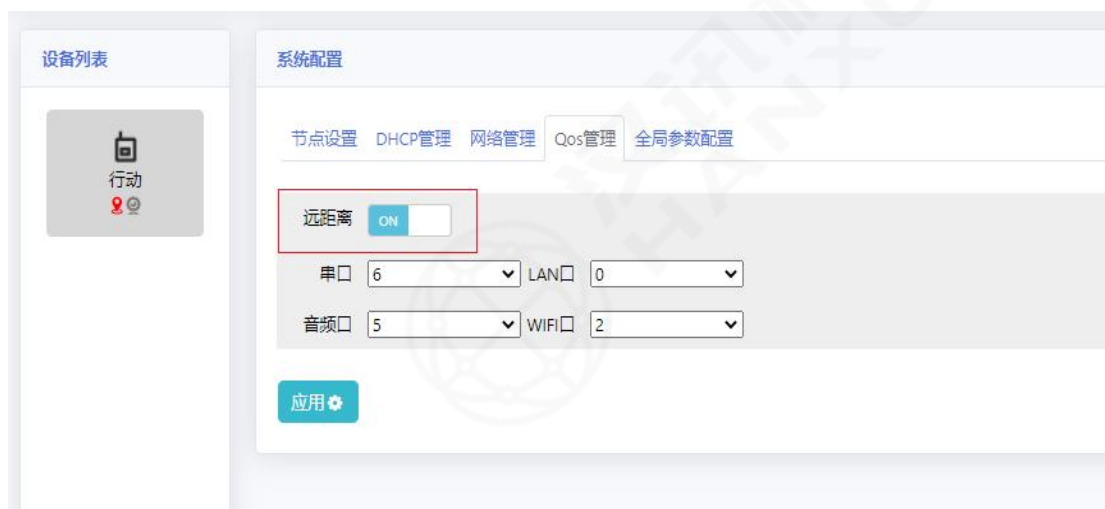 设备列表
行动
系统配置
节点设置 DHCP管理 网络管理 Qos管理 全局参数配置
远距离 ON
串口 6 LAN口 0
音频口 5 WIFI口 2
应用